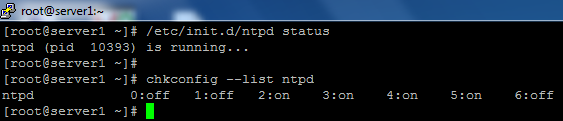 root@server1:~
[root@server1 ~]# /etc/init.d/ntpd status
ntpd (pid  10393) is running...
[root@server1 ~]#
[root@server1 ~]# chkconfig --list ntpd
ntpd            0:off   1:off   2:on    3:on    4:on    5:on    6:off
[root@server1 ~]#